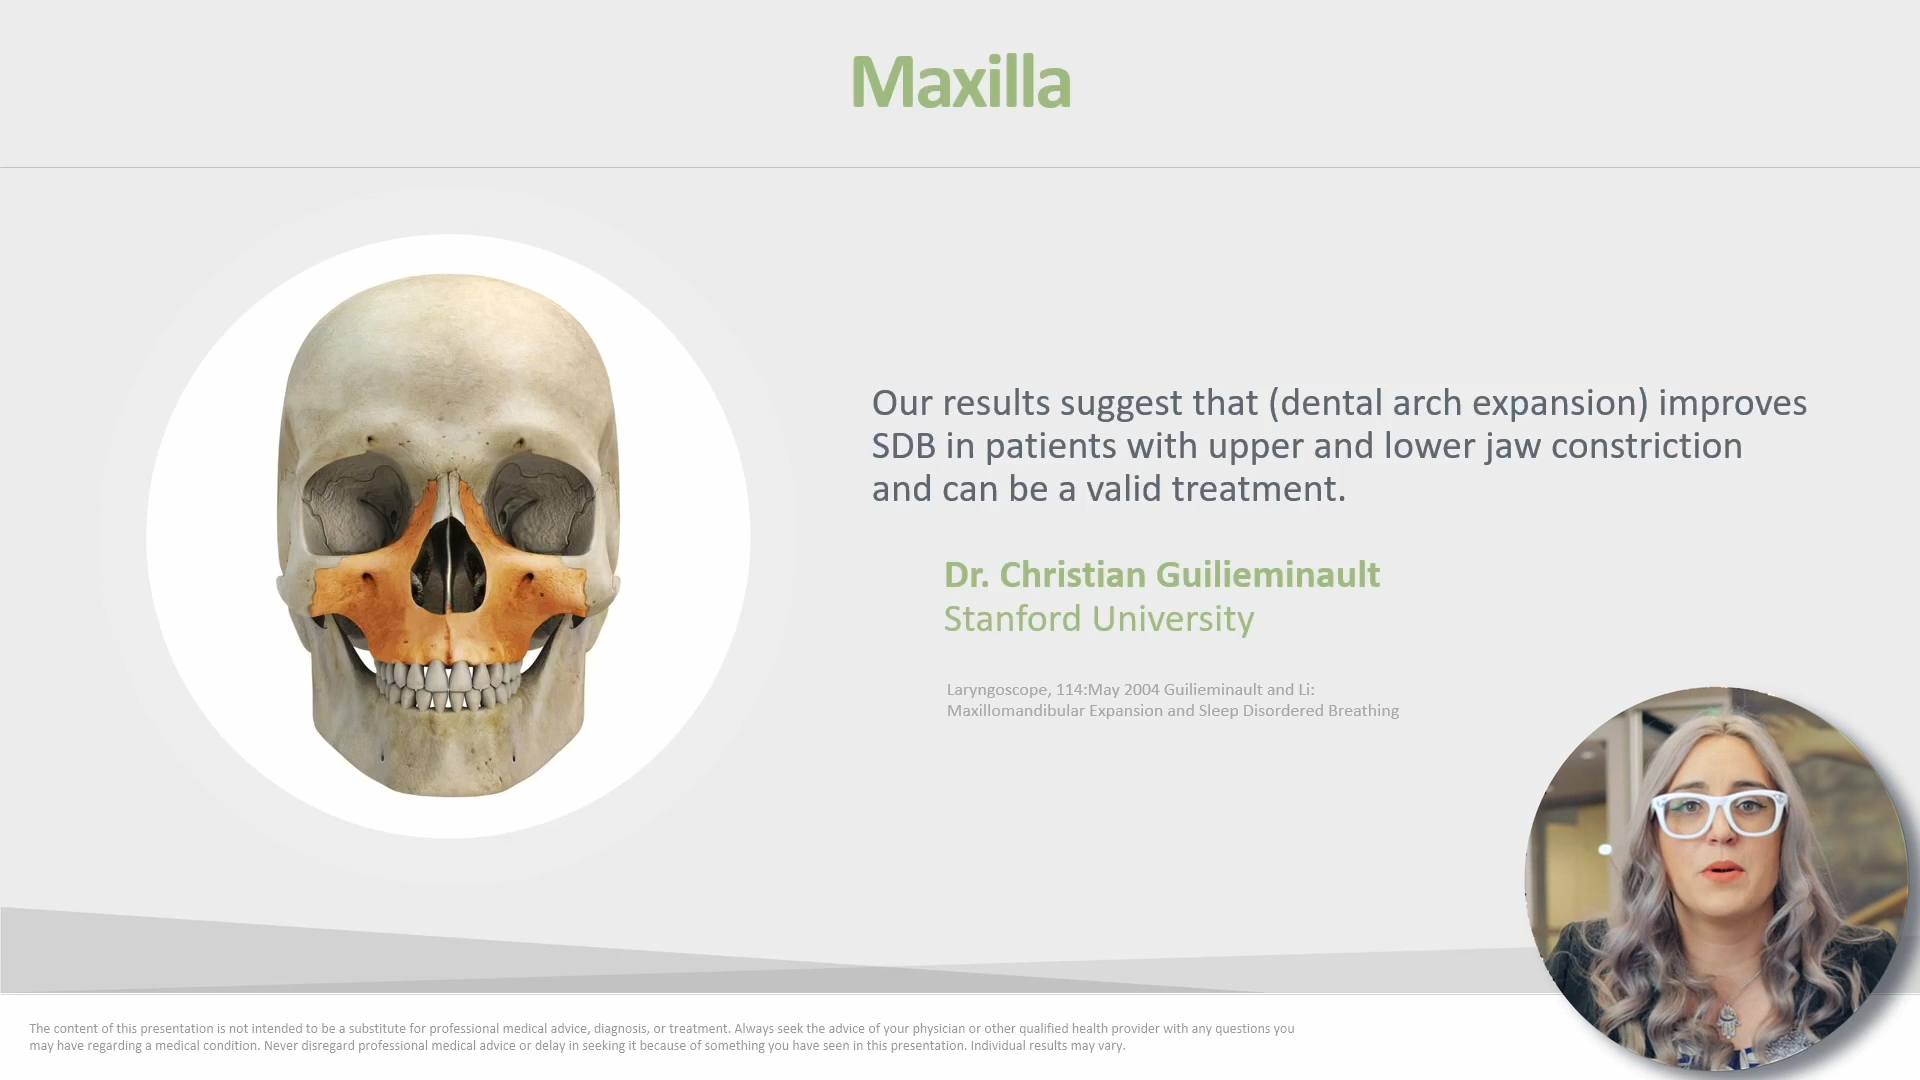 Maxilla
Our results suggest that (dental arch expansion) improves
SDB in patients with upper and lower jaw constriction
and can be a valid treatment.
Dr. Christian Guilieminault
Stanford University
Laryngoscope, 114:May 2004 Guilieminault and Li:
Maxillomandibular Expansion and Sleep Disordered Breathing
The content of this presentation is not intended to be a substitute for professional medical advice, diagnosis, or treatment. Always seek the advice of your physician or other qualified health provider with any questions you
may have regarding a medical condition. Never disregard professional medical advice or delay in seeking it because of something you have seen in this presentation. Individual results may vary.